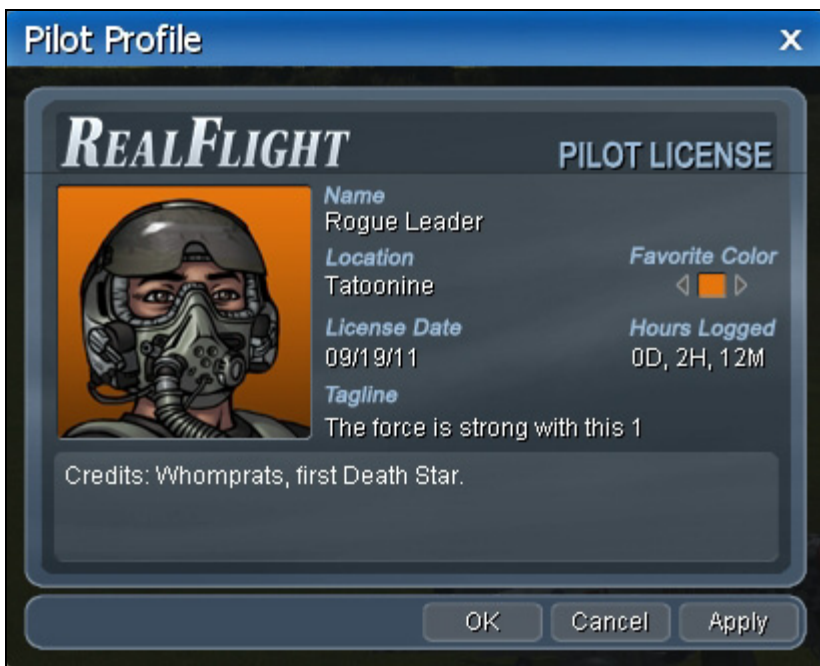 Pilot Profile
x
REALFLIGHT
PILOT LICENSE
Name
Rogue Leader
Location
Favorite Color
Tatoonine
License Date
Hours Logged
09/19/11
0D, 2H, 12M
Tagline
The force is strong with this 1
Credits: Whomprats, first Death Star.
OK Cancel Apply